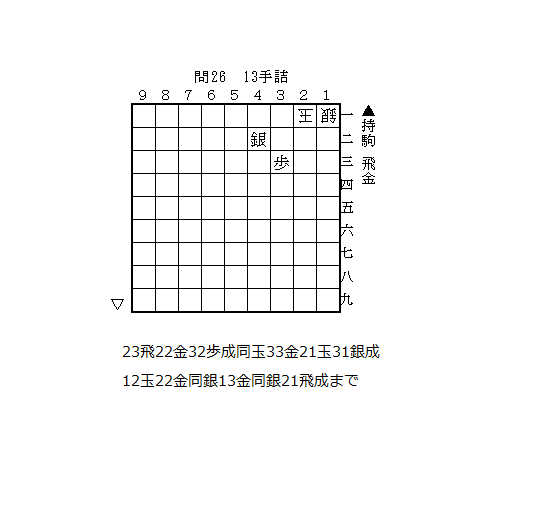 問26　13手詰
9 8 7 6 5 4 3 2 1
玉 銀 一
銀 二
歩 三
四
五
六
七
八
九
▲持駒　飛金
▽
23飛22金32歩成同玉33金21玉31銀成
12玉22金同銀13金同銀21飛成まで